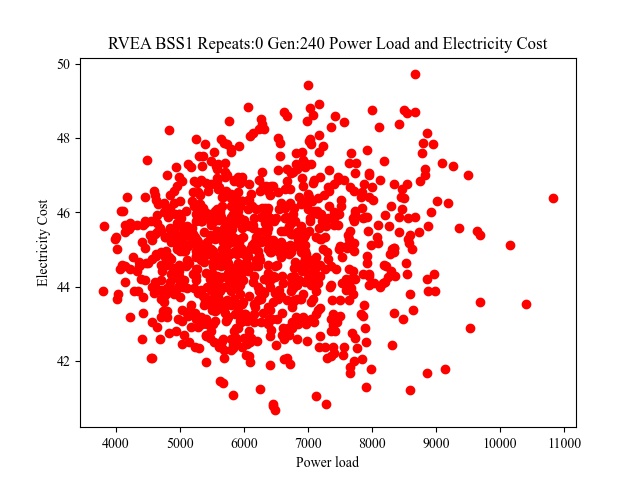 RVEA BSS1 Repeats:0 Gen:240 Power Load and Electricity Cost
50
48
46
44
42
Electricity Cost
4000 5000 6000 7000 8000 9000 10000 11000
Power load